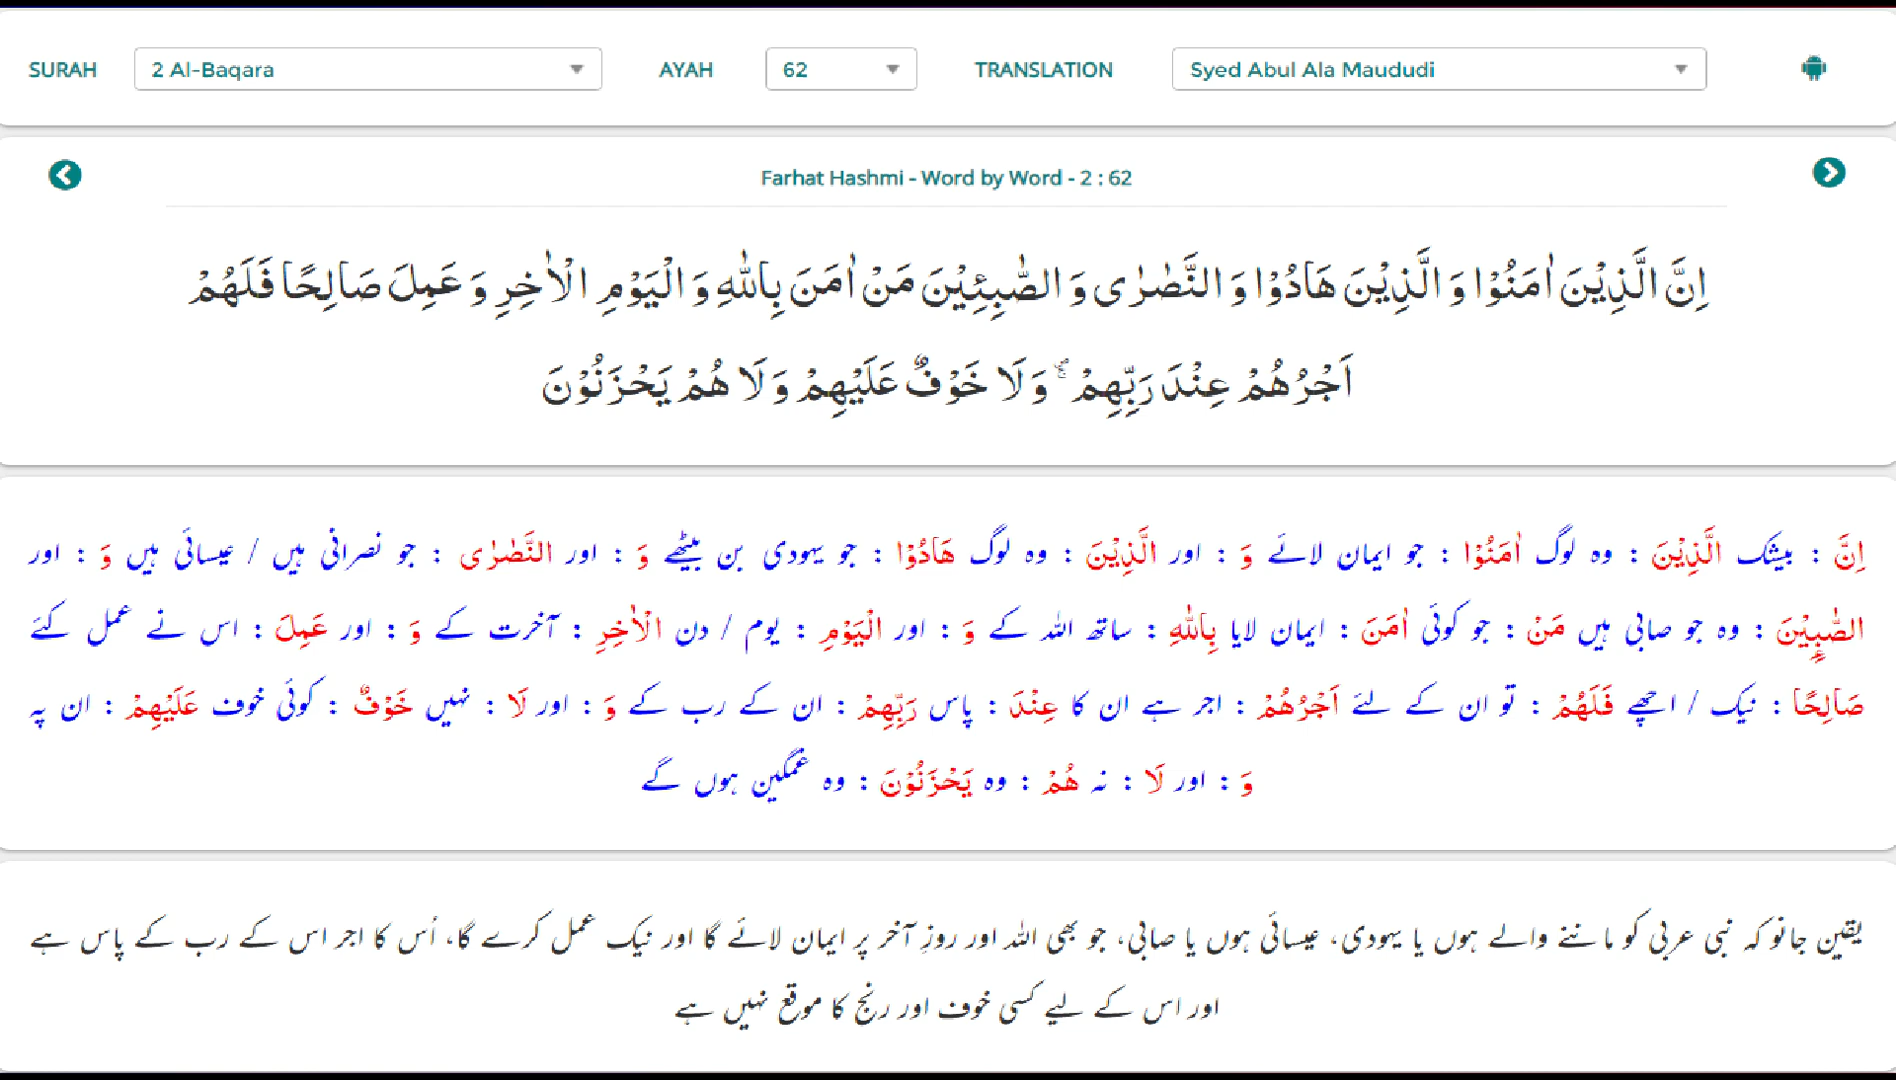 SURAH 2 Al-Baqara AYAH 62 TRANSLATION Syed Abul Ala Maududi
Farhat Hashmi - Word by Word - 2 : 62
اِنَّ الَّذِيْنَ اٰمَنُوْا وَ الَّذِيْنَ هَادُوْا وَ النَّصٰرٰى وَ الصّٰبِـِٕيْنَ مَنْ اٰمَنَ بِاللّٰهِ وَ الْيَوْمِ الْاٰخِرِ وَ عَمِلَ صَالِحًا فَلَهُمْ
اَجْرُهُمْ عِنْدَ رَبِّهِمْ ۪ۚ وَ لَا خَوْفٌ عَلَيْهِمْ وَ لَا هُمْ يَحْزَنُوْنَ
اِنَّ : بیشک الَّذِيْنَ : وہ لوگ اٰمَنُوْا : جو ایمان لائے وَ : اور الَّذِيْنَ : وہ لوگ هَادُوْا : جو یہودی بن بیٹھے وَ : اور النَّصٰرٰى : جو نصرانی ہیں / عیسائی ہیں وَ : اور
الصّٰبِـِٕيْنَ : وہ جو صابی ہیں مَنْ : جو کوئی اٰمَنَ : ایمان لایا بِاللّٰهِ : ساتھ اللہ کے وَ : اور الْيَوْمِ : یوم / دن الْاٰخِرِ : آخرت کے وَ : اور عَمِلَ : اس نے عمل کئے
صَالِحًا : نیک / اچھے فَلَهُمْ : تو ان کے لئے اَجْرُهُمْ : اجر ہے ان کا عِنْدَ : پاس رَبِّهِمْ : ان کے رب کے وَ : اور لَا : نہیں خَوْفٌ : کوئی خوف عَلَيْهِمْ : ان پہ
وَ : اور لَا : نہ هُمْ : وہ يَحْزَنُوْنَ : وہ غمگین ہوں گے
یقین جانو کہ نبی عربی کو ماننے والے ہوں یا یہودی، عیسائی ہوں یا صابی، جو بھی اللہ اور روزِ آخر پر ایمان لائے گا اور نیک عمل کرے گا، اُس کا اجر اس کے رب کے پاس ہے
اور اس کے لیے کسی خوف اور رنج کا موقع نہیں ہے